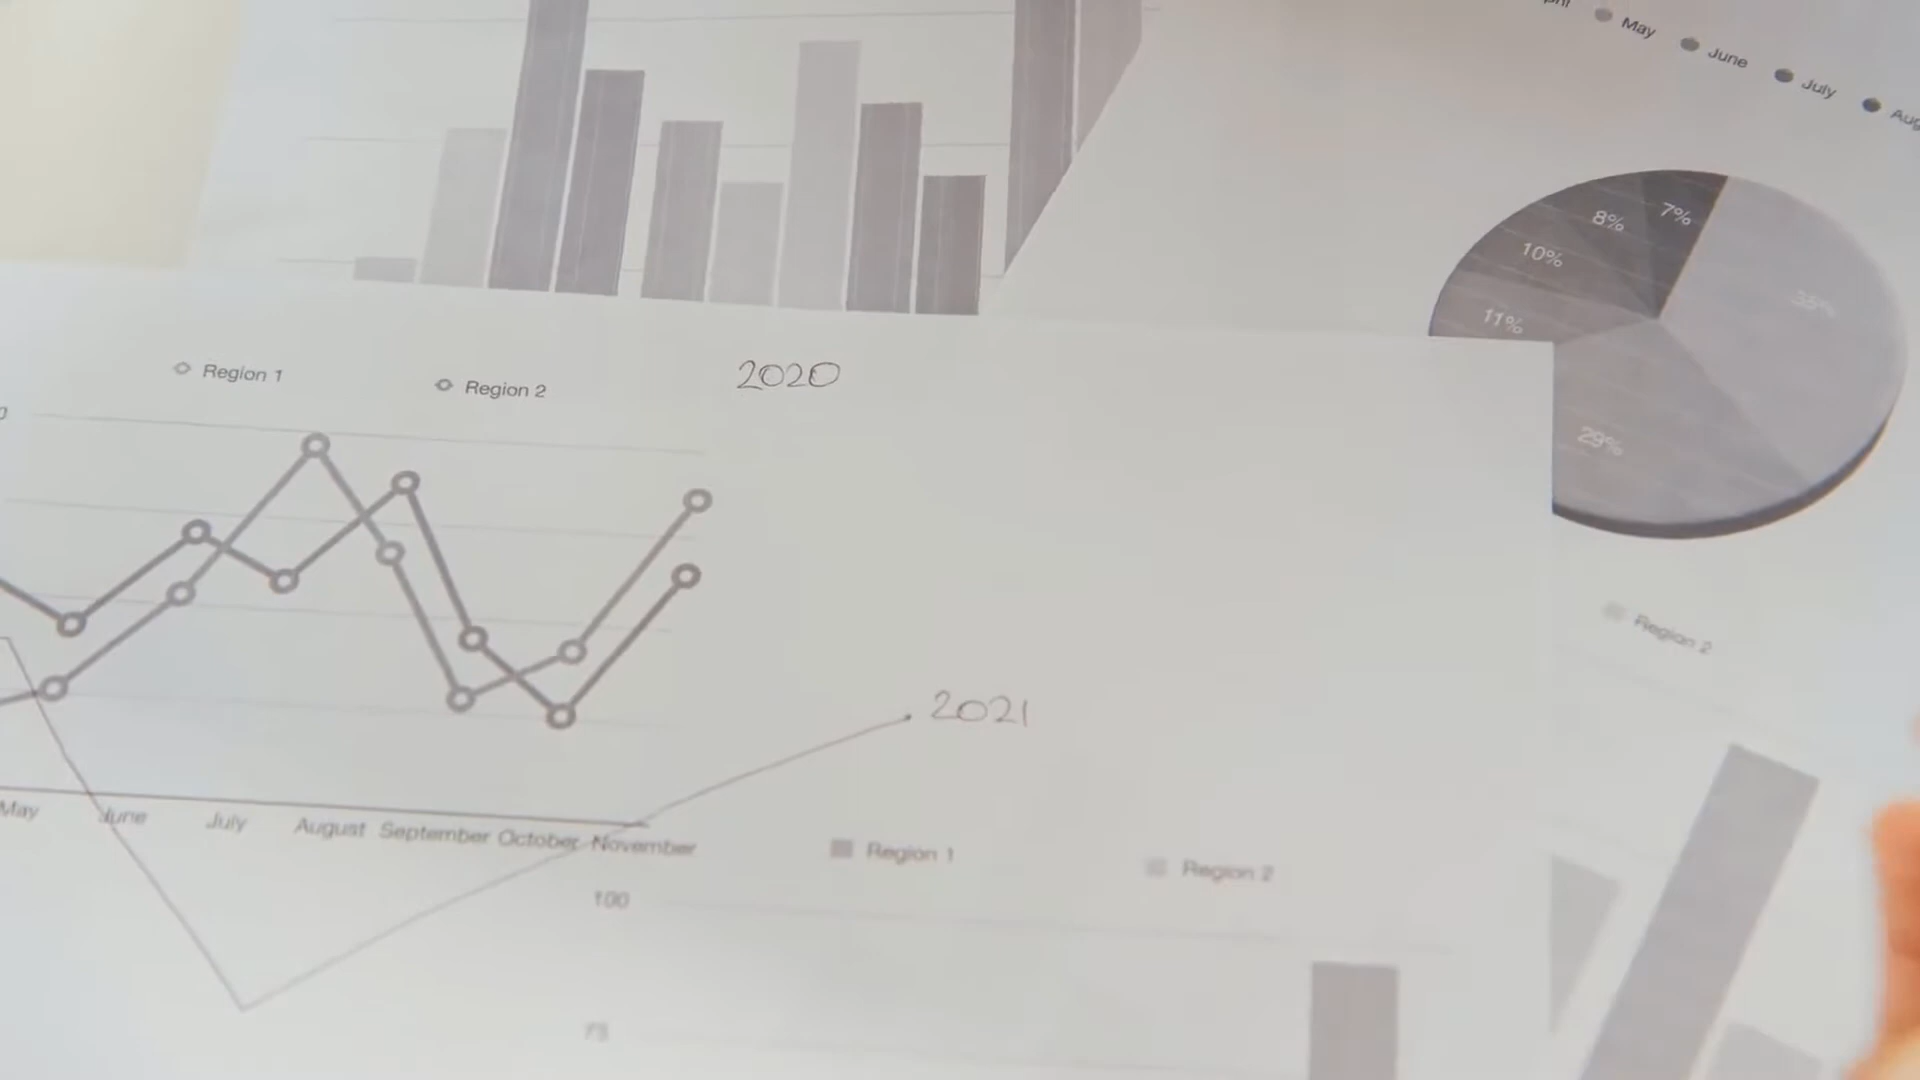 May June July
7%
8%
10%
11%
29%
Region 1 Region 2
2020
Region 2
2021
May June July August September October November
Region 1 Region 2
100
75